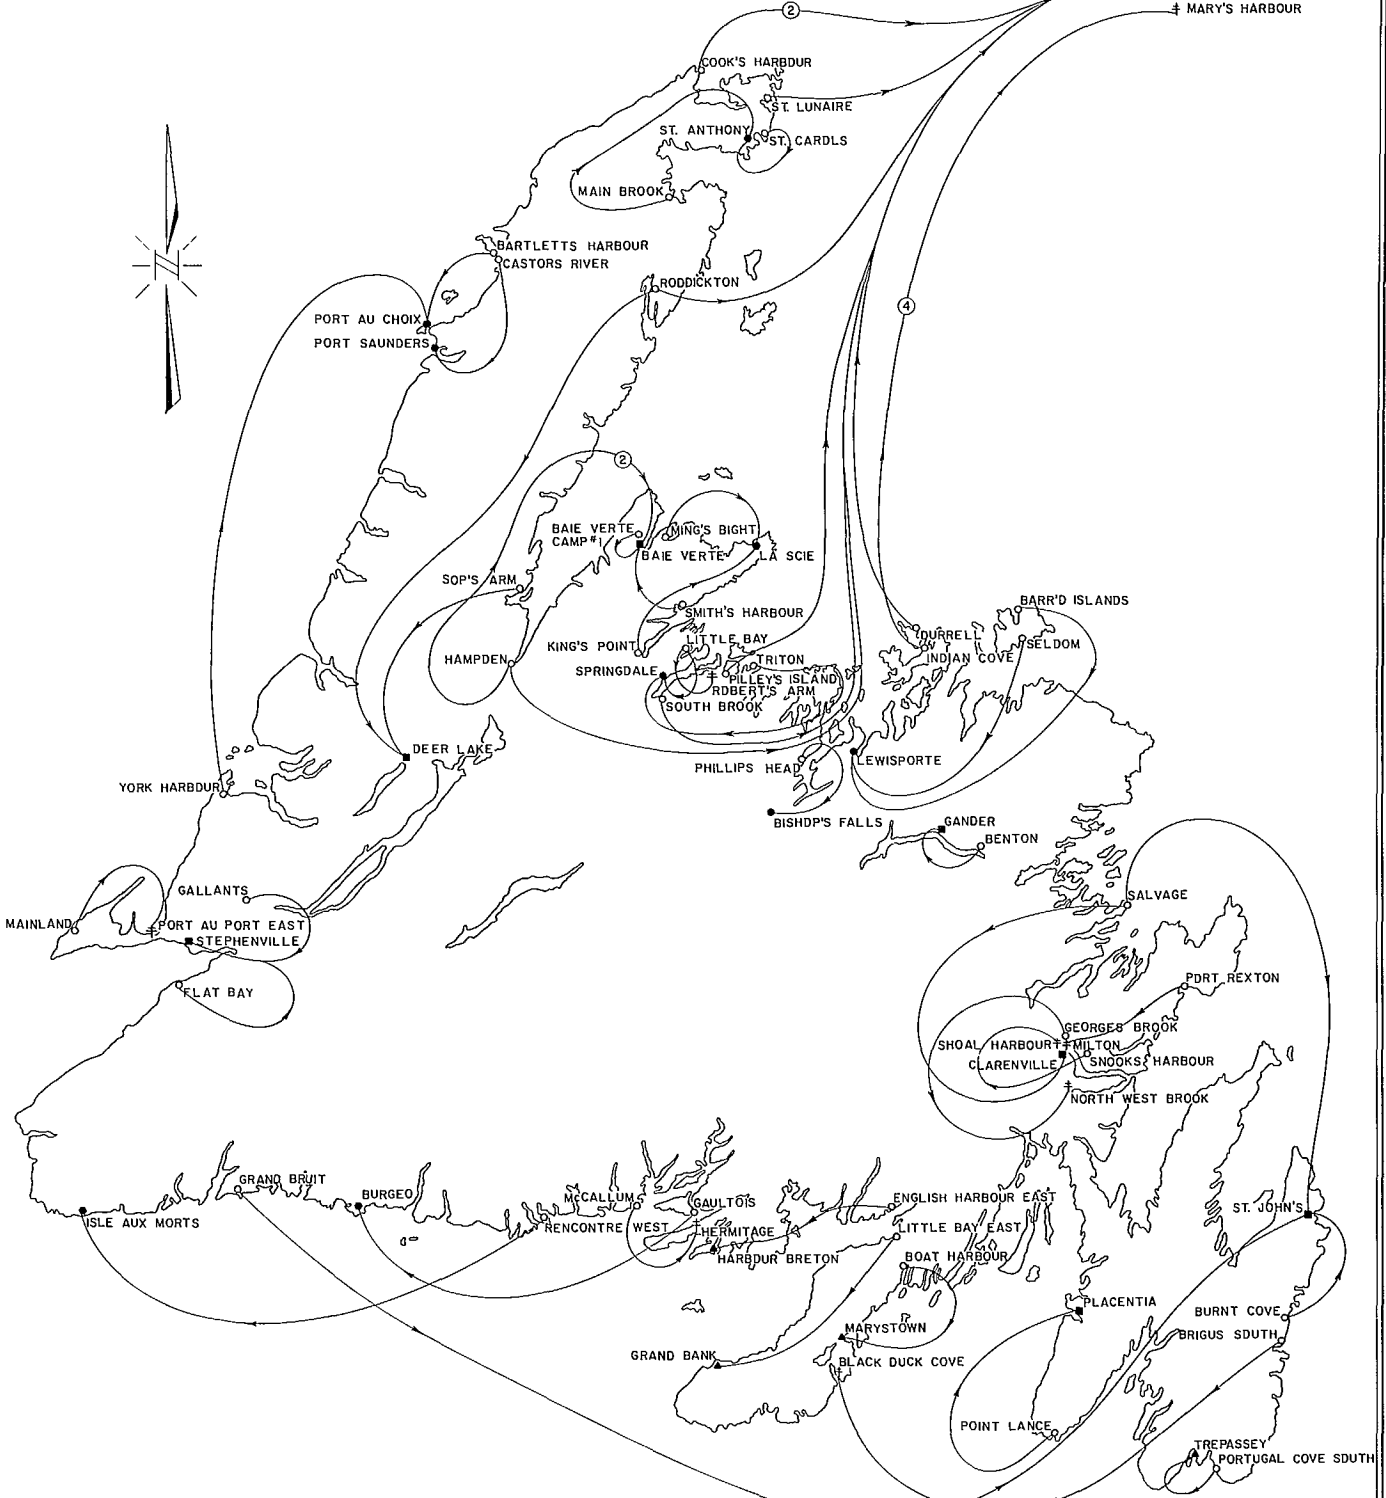 2
MARY'S HARBOUR
COOK'S HARBOUR
ST. LUNAIRE
ST. ANTHONY
ST. CAROLS
MAIN BROOK
BARTLETTS HARBOUR
CASTORS RIVER
N
RODDICKTON
4
PORT AU CHOIX
PORT SAUNDERS
2
BAIE VERTE
CAMP #1
MING'S BIGHT
BAIE VERTE
LA SCIE
SOP'S ARM
SMITH'S HARBOUR
BARR'D ISLANDS
DURRELL
SELDOM
KING'S POINT
LITTLE BAY
HAMPDEN
TRITON
INDIAN COVE
SPRINGDALE
PILLEY'S ISLAND
ROBERT'S ARM
SOUTH BROOK
DEER LAKE
LEWISPORTE
PHILLIPS HEAD
YORK HARBOUR
BISHOP'S FALLS
GANDER
BENTON
GALLANTS
SALVAGE
MAINLAND
PORT AU PORT EAST
STEPHENVILLE
FLAT BAY
PORT REXTON
GEORGES BROOK
SHOAL HARBOUR
MILTON
CLARENVILLE
SNOOKS HARBOUR
NORTH WEST BROOK
GRAND BRUIT
BURGEO
McCALLUM
GAULTOIS
ENGLISH HARBOUR EAST
ST. JOHN'S
ISLE AUX MORTS
RENCONTRE WEST
HERMITAGE
LITTLE BAY EAST
HARBOUR BRETON
BOAT HARBOUR
PLACENTIA
BURNT COVE
MARYSTOWN
BRIGUS SOUTH
GRAND BANK
BLACK DUCK COVE
POINT LANCE
TREPASSEY
PORTUGAL COVE SOUTH